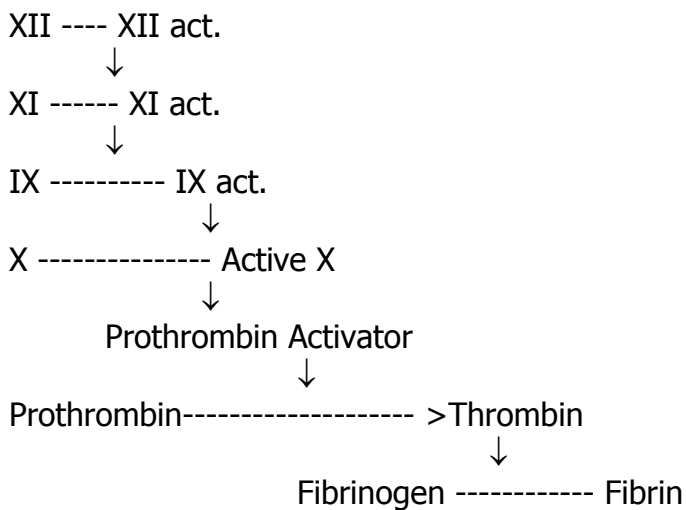 XII ---- XII act.
↓
XI ------ XI act.
↓
IX ---------- IX act.
↓
X --------------- Active X
↓
Prothrombin Activator
↓
Prothrombin-------------------- >Thrombin
↓
Fibrinogen ------------ Fibrin